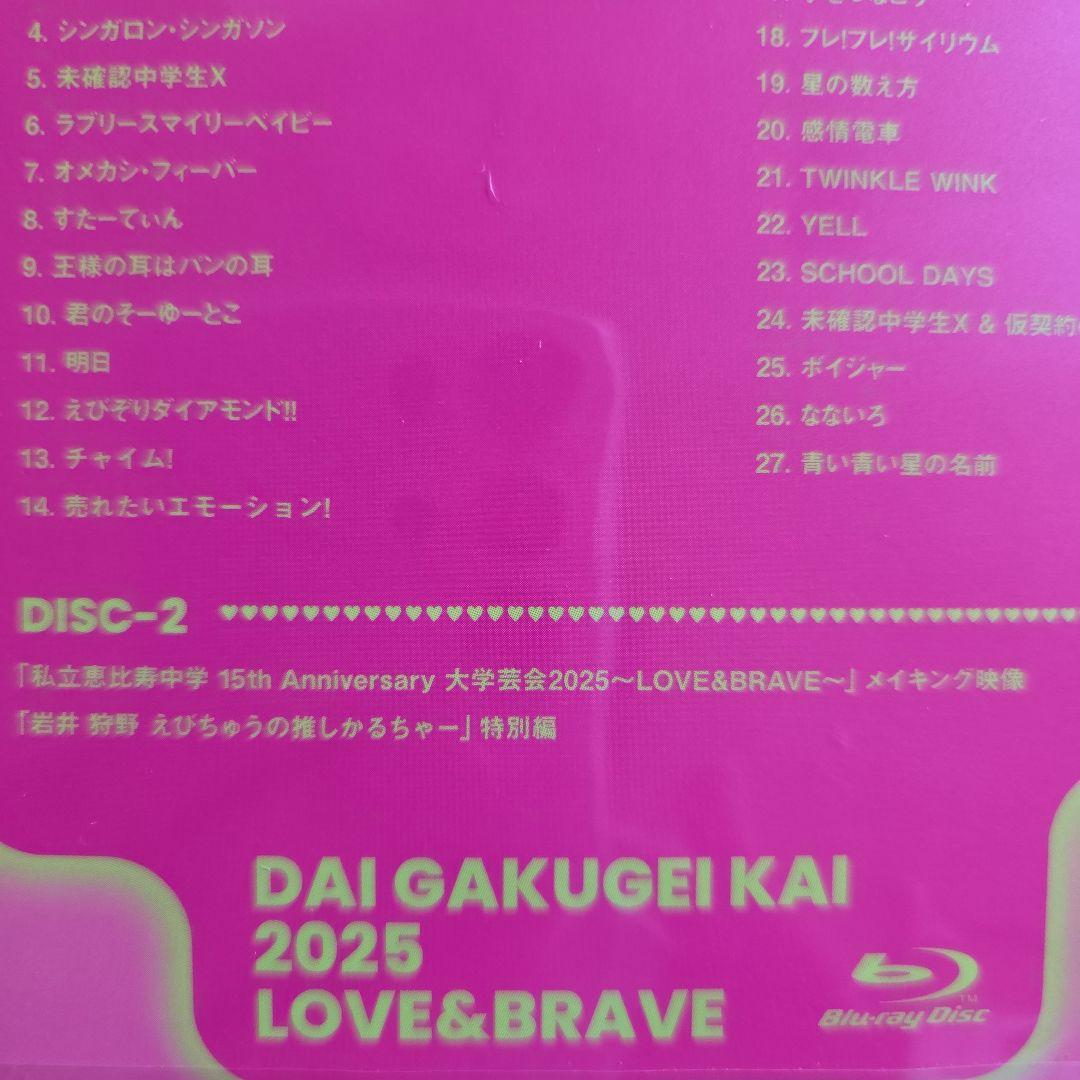 4. シンガロン・シンガソン
5. 未確認中学生X
6. ラブリースマイリーベイビー
7. オメカシ・フィーバー
8. すたーてぃん
9. 王様の耳はパンの耳
10. 君のそーゆーとこ
11. 明日
12. えびぞりダイアモンド!!
13. チャイム!
14. 売れたいエモーション!
18. フレ!フレ!サイリウム
19. 星の数え方
20. 感情電車
21. TWINKLE WINK
22. YELL
23. SCHOOL DAYS
24. 未確認中学生X & 仮契約
25. ボイジャー
26. なないろ
27. 青い青い星の名前
DISC-2
「私立恵比寿中学 15th Anniversary 大学芸会2025～LOVE&BRAVE～」メイキング映像
「岩井 狩野 えびちゅうの推しかるちゃー」特別編
DAI GAKUGEI KAI
2025
LOVE&BRAVE
Blu-ray Disc TM